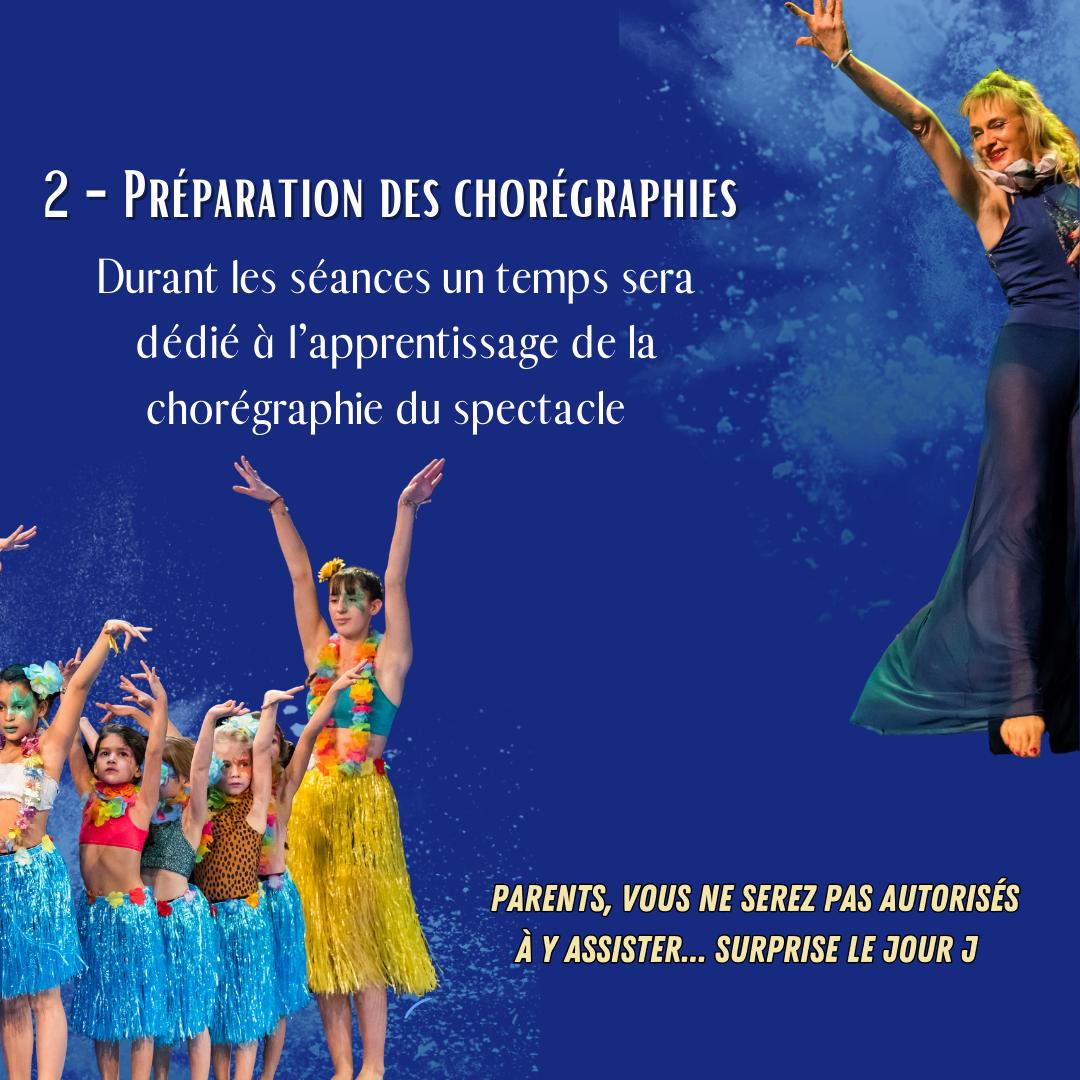 2 - Préparation des chorégraphies
Durant les séances un temps sera
dédié à l'apprentissage de la
chorégraphie du spectacle
PARENTS, VOUS NE SEREZ PAS AUTORISÉS
À Y ASSISTER... SURPRISE LE JOUR J